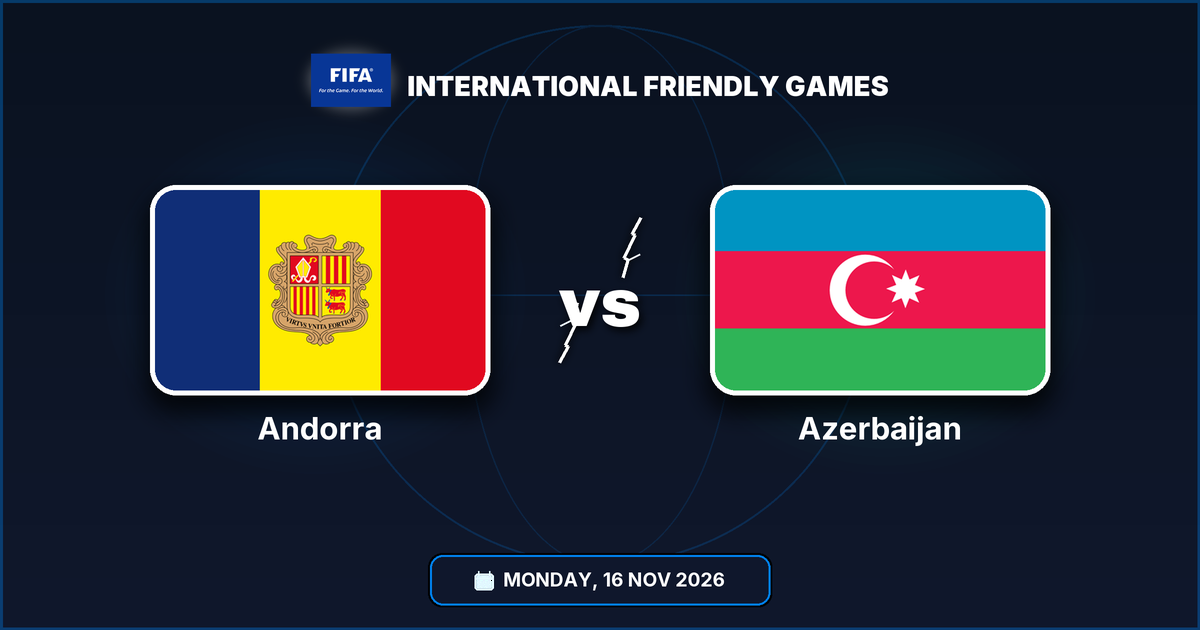 FIFA®
For the Game. For the World.
INTERNATIONAL FRIENDLY GAMES
VIRTVS VNITA FORTIOR
VS
Andorra
Azerbaijan
MONDAY, 16 NOV 2026